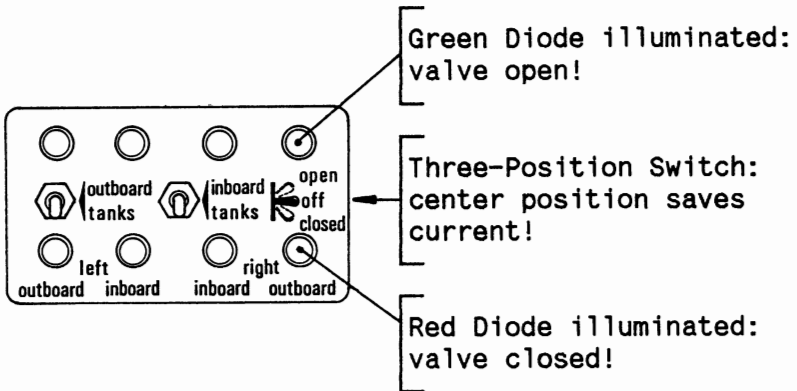 Green Diode illuminated:
valve open!
outboard
tanks
inboard
tanks
open
off
closed
left
right
outboard inboard inboard outboard
Three-Position Switch:
center position saves
current!
Red Diode illuminated:
valve closed!